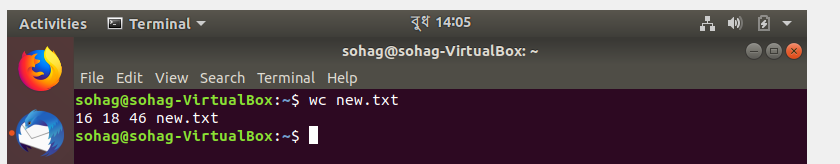 Activities Terminal বুধ 14:05
sohag@sohag-VirtualBox: ~
File Edit View Search Terminal Help
sohag@sohag-VirtualBox:~$ wc new.txt
16 18 46 new.txt
sohag@sohag-VirtualBox:~$